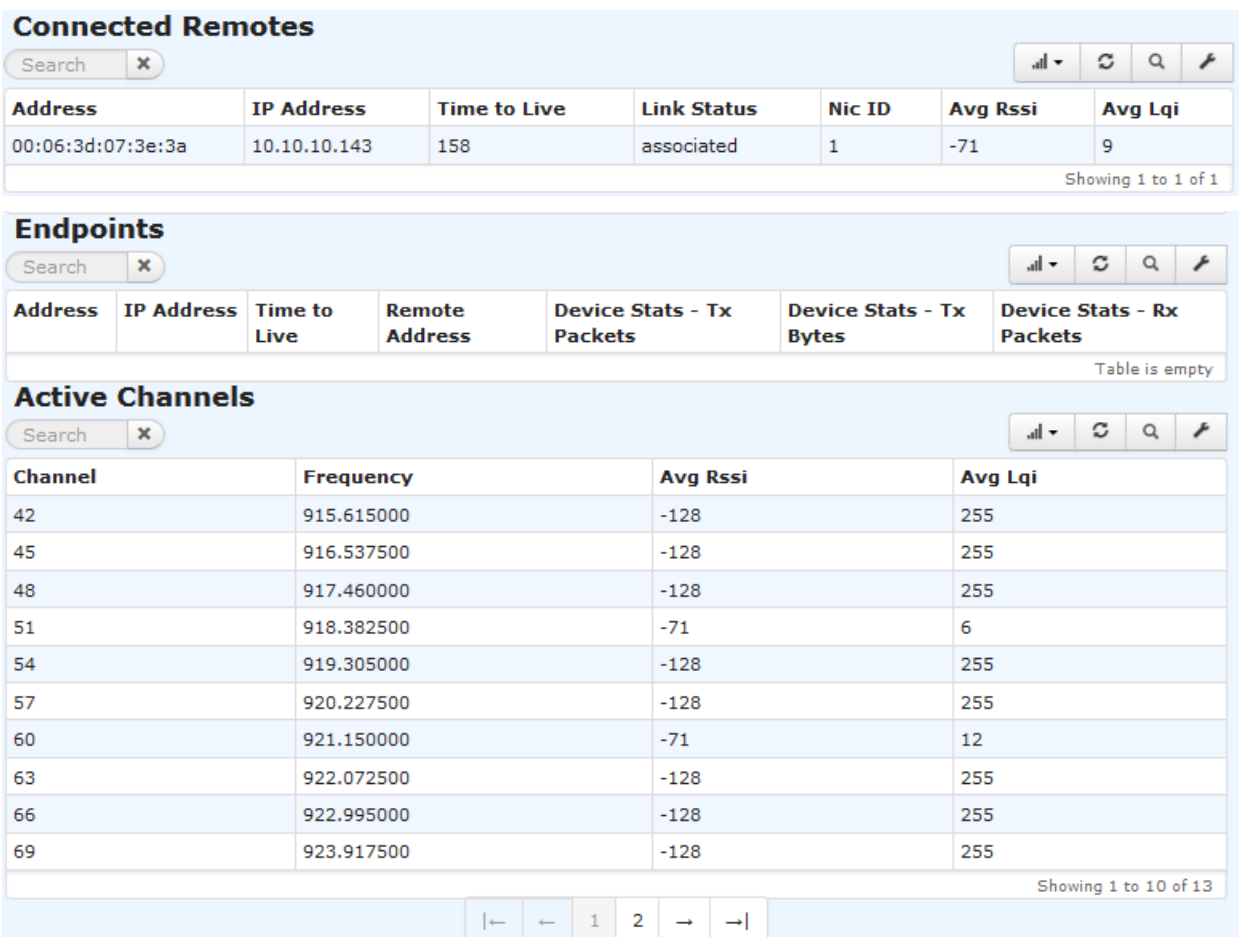 Connected Remotes
Search
Address IP Address Time to Live Link Status Nic ID Avg Rssi Avg Lqi
00:06:3d:07:3e:3a 10.10.10.143 158 associated 1 -71 9
Showing 1 to 1 of 1
Endpoints
Search
Address IP Address Time to Live Remote Address Device Stats - Tx Packets Device Stats - Tx Bytes Device Stats - Rx Packets
Table is empty
Active Channels
Search
Channel Frequency Avg Rssi Avg Lqi
42 915.615000 -128 255
45 916.537500 -128 255
48 917.460000 -128 255
51 918.382500 -71 6
54 919.305000 -128 255
57 920.227500 -128 255
60 921.150000 -71 12
63 922.072500 -128 255
66 922.995000 -128 255
69 923.917500 -128 255
Showing 1 to 10 of 13
|← ← 1 2 → →|